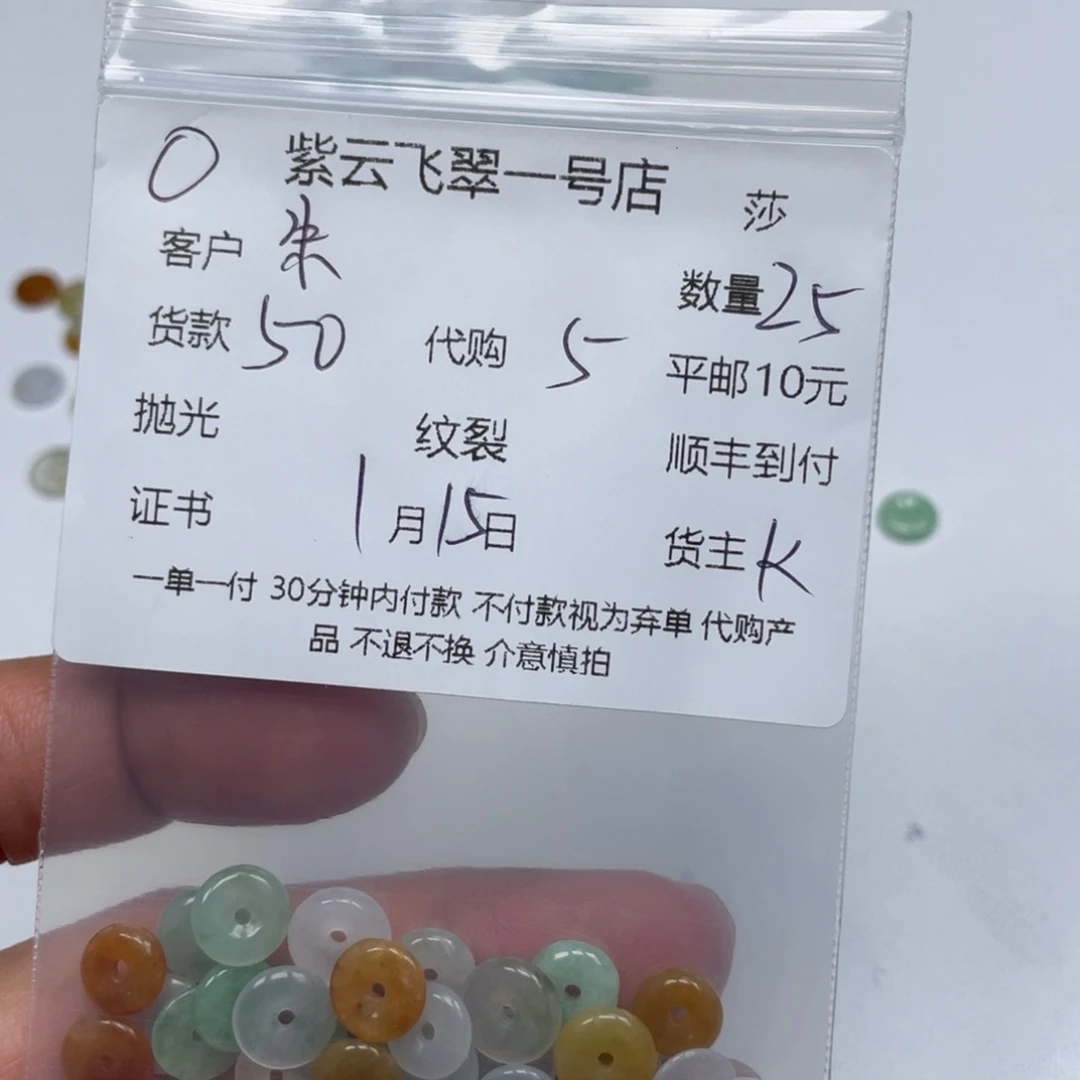 O 紫云飞翠一号店 莎
客户 朱 数量 25
货款 50 代购 5 平邮10元
抛光 纹裂 顺丰到付
证书 1月15日 货主 K
一单一付 30分钟内付款 不付款视为弃单 代购产
品 不退不换 介意慎拍